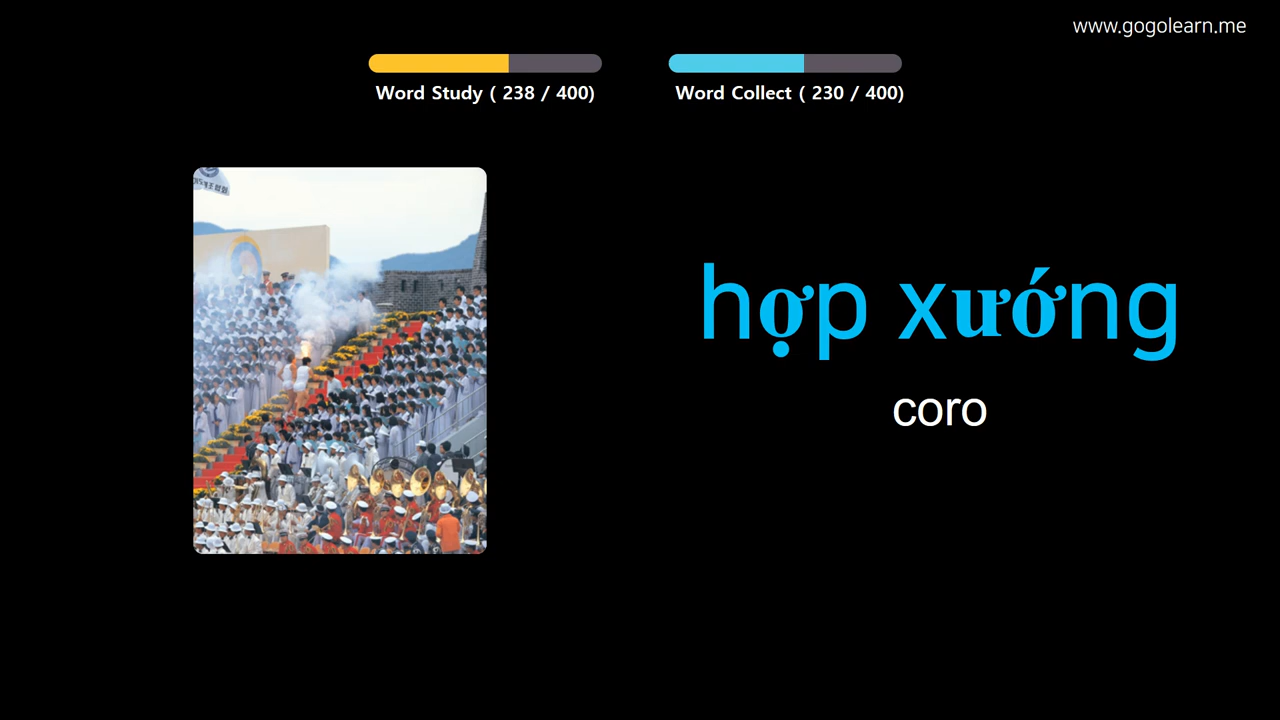 www.gogolearn.me
Word Study ( 238 / 400)
Word Collect ( 230 / 400)
hợp xướng
coro